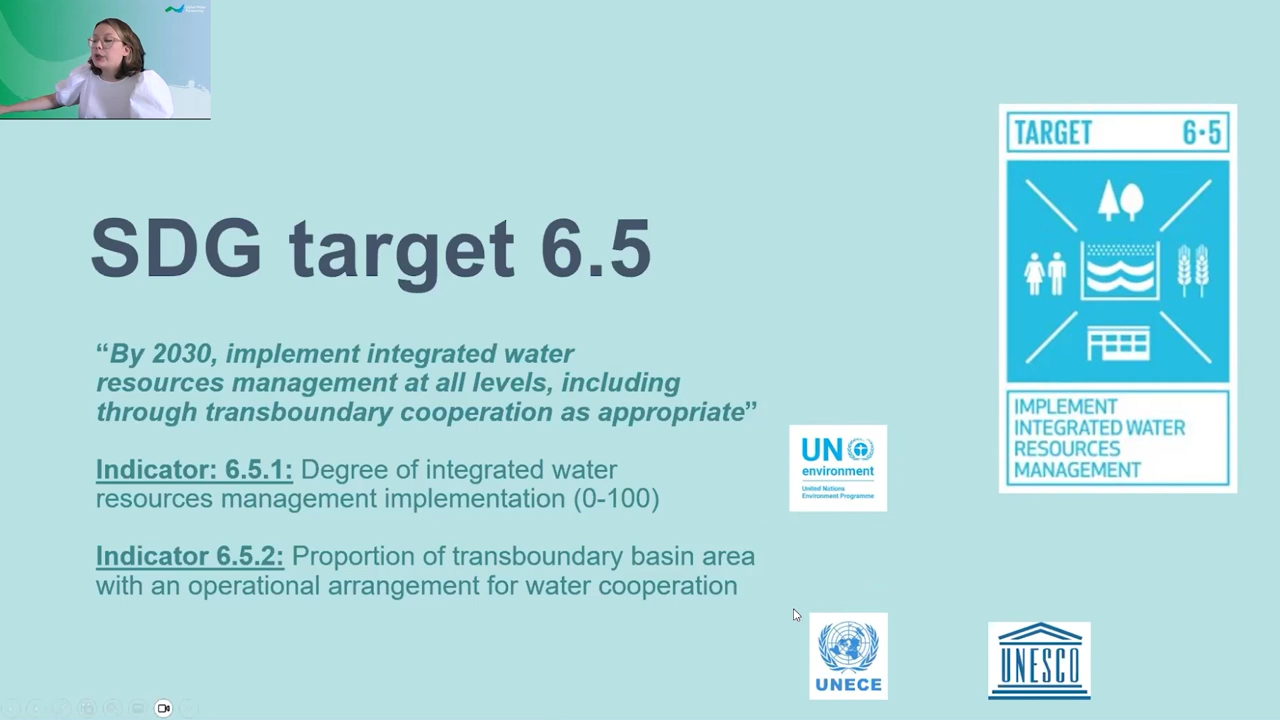 SDG target 6.5
“By 2030, implement integrated water
resources management at all levels, including
through transboundary cooperation as appropriate”
Indicator: 6.5.1: Degree of integrated water
resources management implementation (0-100)
Indicator 6.5.2: Proportion of transboundary basin area
with an operational arrangement for water cooperation
UN
environment
United Nations
Environment Programme
UNECE
UNESCO
TARGET 6·5
IMPLEMENT
INTEGRATED WATER
RESOURCES
MANAGEMENT